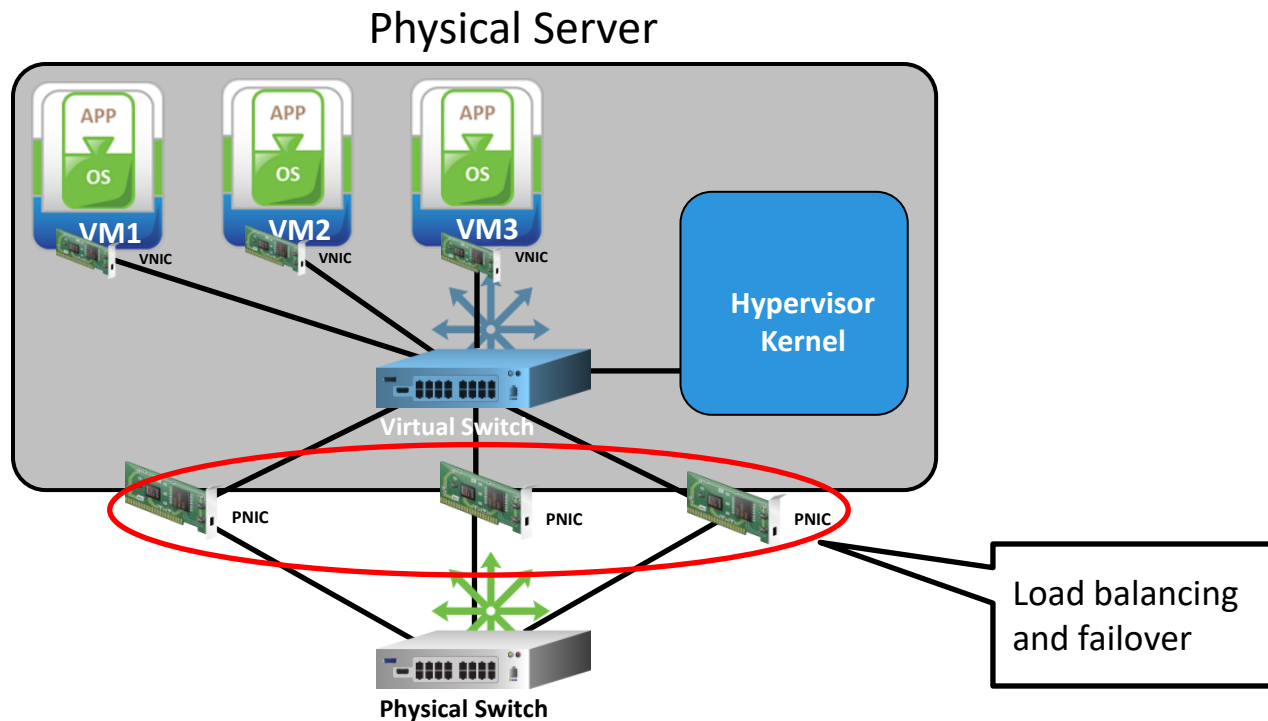 Physical Server
APP
APP
APP
OS
OS
OS
VM1
VM2
VM3
VNIC
VNIC
VNIC
Hypervisor
Kernel
Virtual Switch
PNIC
PNIC
PNIC
Load balancing
and failover
Physical Switch